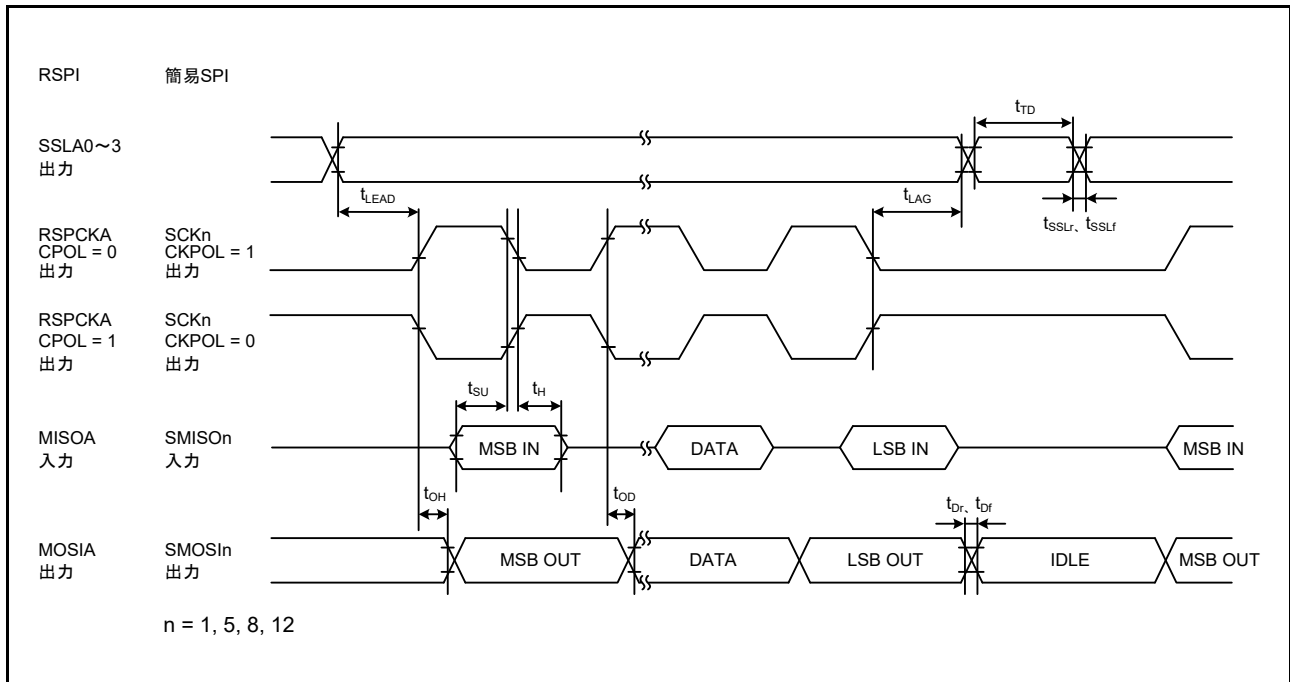 RSPI 簡易SPI
SSLA0～3
出力
tTD
tLEAD
tLAG
tSSLr、tSSLf
RSPCKA
CPOL = 0
出力
SCKn
CKPOL = 1
出力
RSPCKA
CPOL = 1
出力
SCKn
CKPOL = 0
出力
tSU
tH
MISOA
入力
SMISOn
入力
MSB IN
DATA
LSB IN
MSB IN
tOH
tOD
tDr、tDf
MOSIA
出力
SMOSIn
出力
MSB OUT
DATA
LSB OUT
IDLE
MSB OUT
n = 1, 5, 8, 12